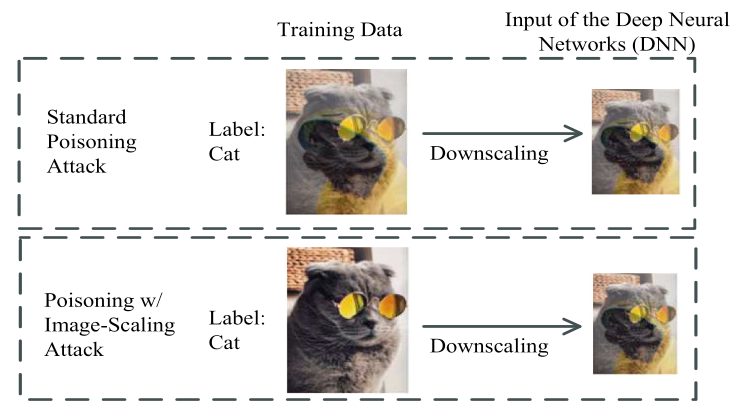 Training Data
Input of the Deep Neural
Networks (DNN)
Standard
Poisoning
Attack
Label:
Cat
Downscaling
Poisoning w/
Image-Scaling
Attack
Label:
Cat
Downscaling